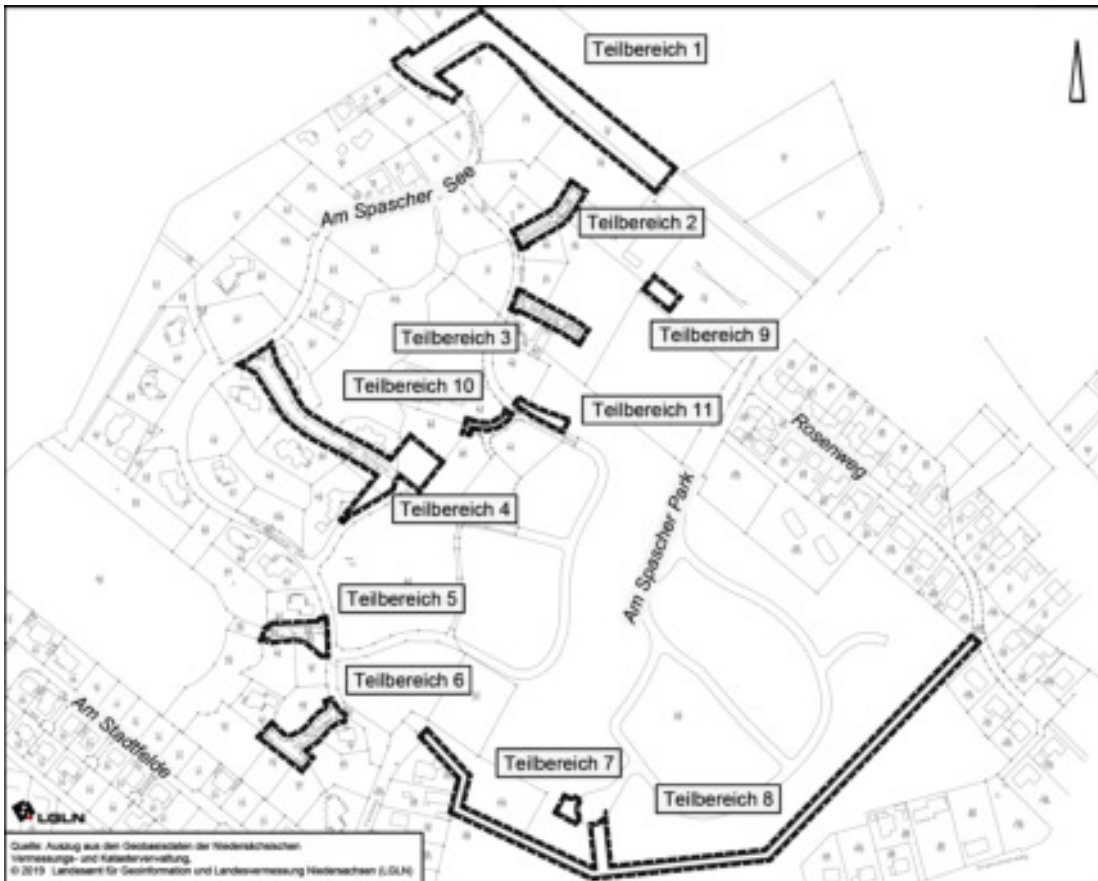 Teilbereich 1
Am Spascher See
Teilbereich 2
Teilbereich 3
Teilbereich 9
Teilbereich 10
Teilbereich 11
Rosenweg
Teilbereich 4
Am Spascher Park
Teilbereich 5
Teilbereich 6
Am Stadtfelde
Teilbereich 7
Teilbereich 8
LGLN
Quelle: Auszug aus den Geobasisdaten der Niedersächsischen
Vermessungs- und Katasterverwaltung,
© 2019 Landesamt für Geoinformation und Landesvermessung Niedersachsen (LGLN)